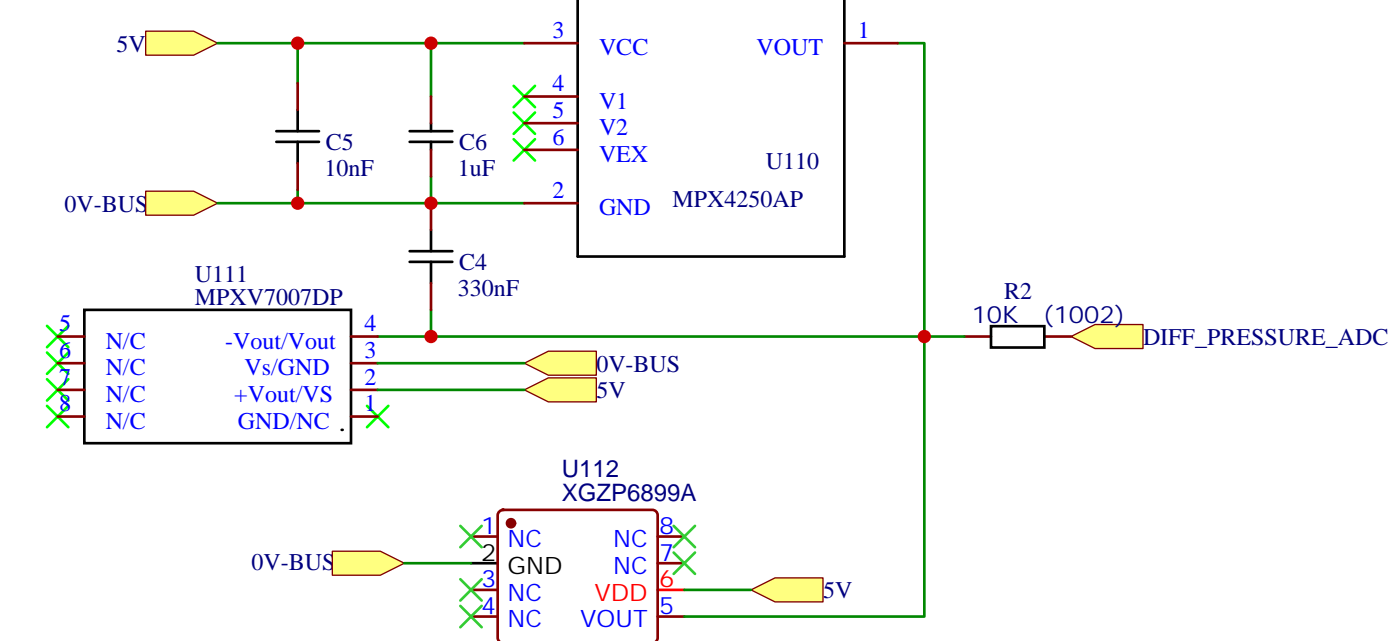 5V
3
VCC
VOUT
1
4
V1
5
V2
6
VEX
C5
10nF
C6
1uF
U110
0V-BUS
2
GND
MPX4250AP
C4
330nF
U111
MPXV7007DP
R2
10K (1002)
DIFF_PRESSURE_ADC
5
N/C
-Vout/Vout
4
6
N/C
Vs/GND
3
0V-BUS
7
N/C
+Vout/VS
2
5V
8
N/C
GND/NC
1
U112
XGZP6899A
1
NC
NC
8
0V-BUS
2
GND
NC
7
3
NC
VDD
6
5V
4
NC
VOUT
5